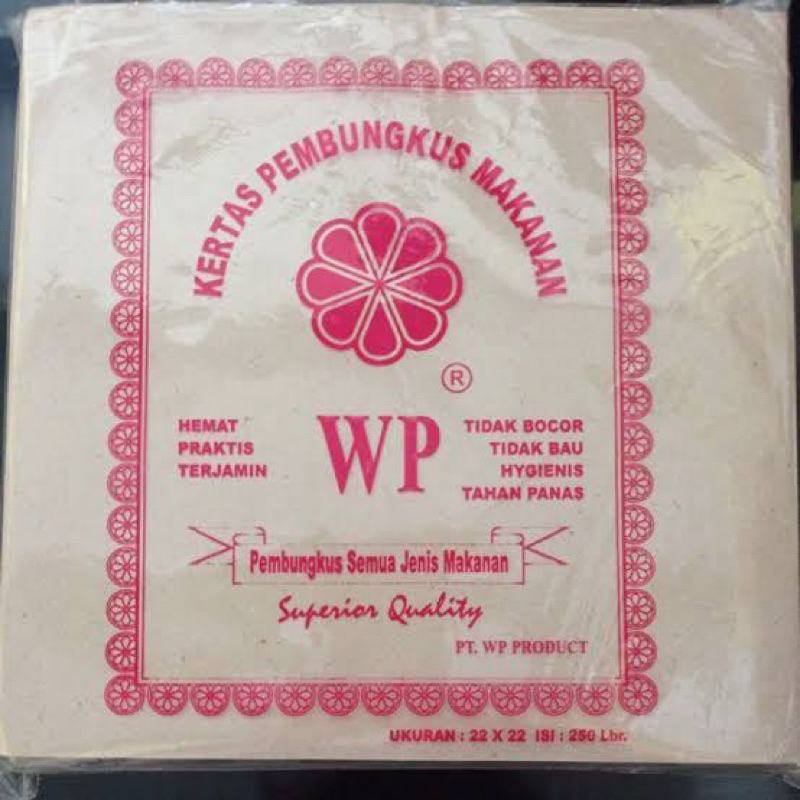 KERTAS PEMBUNGKUS MAKANAN
®
WP
HEMAT
PRAKTIS
TERJAMIN
TIDAK BOCOR
TIDAK BAU
HYGIENIS
TAHAN PANAS
Pembungkus Semua Jenis Makanan
Superior Quality
PT. WP PRODUCT
UKURAN : 22 X 22 ISI : 250 Lbr.